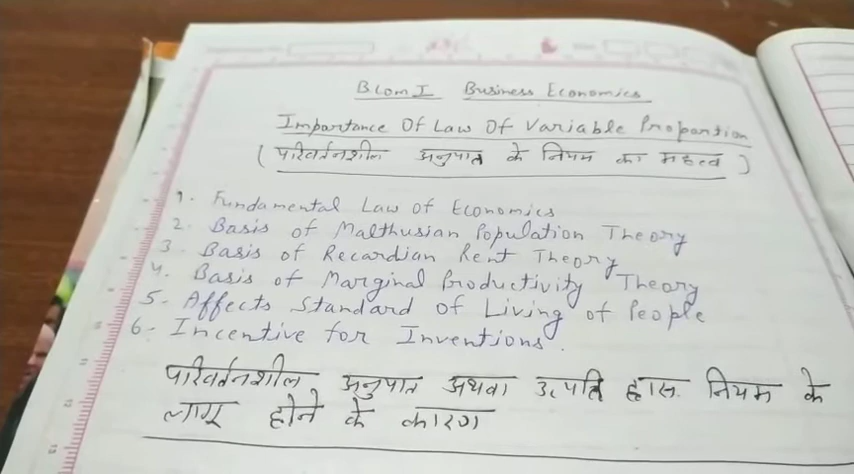 B.Com I Business Economics
Importance Of Law Of Variable Proportion
(परिवर्तनशील अनुपात के नियम का महत्व)
1. Fundamental Law of Economics
2. Basis of Malthusian Population Theory
3. Basis of Recardian Rent Theory
4. Basis of Marginal Productivity Theory
5- Affects Standard of Living of People
6- Incentive for Inventions.
परिवर्तनशील अनुपात अथवा उत्पत्ति ह्रास नियम के
लागू होने के कारण